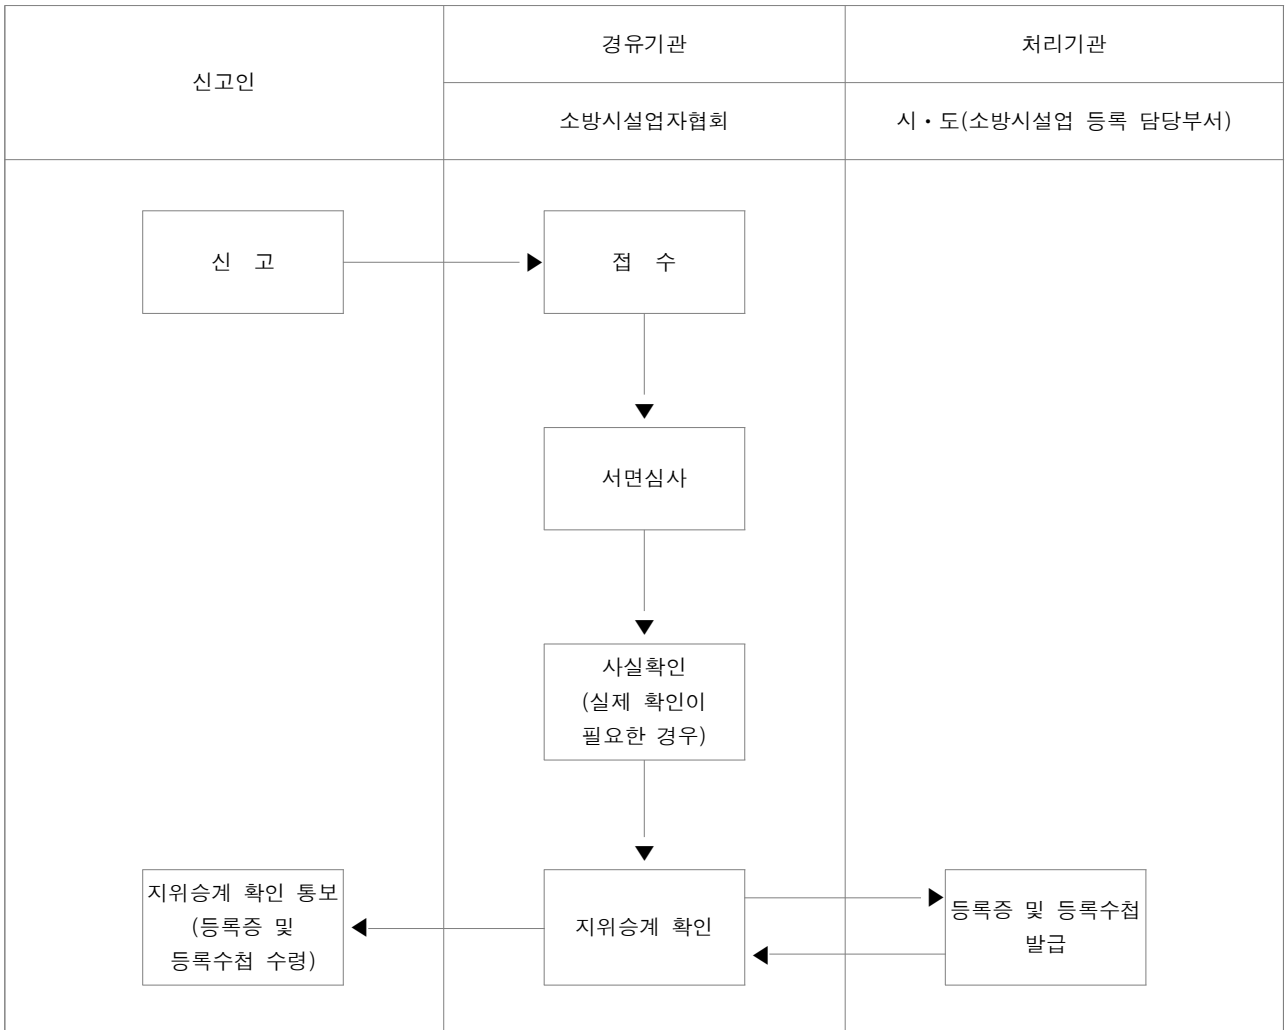 신고인
경유기관
처리기관
소방시설업자협회
시・도(소방시설업 등록 담당부서)
신 고
접 수
서면심사
사실확인
(실제 확인이
필요한 경우)
지위승계 확인 통보
(등록증 및
등록수첩 수령)
지위승계 확인
등록증 및 등록수첩
발급